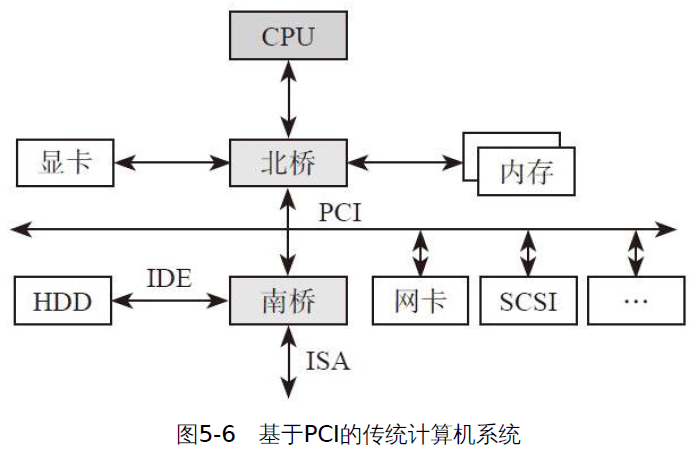 CPU
显卡
北桥
内存
PCI
IDE
HDD
南桥
网卡
SCSI
…
ISA
图5-6 基于PCI的传统计算机系统